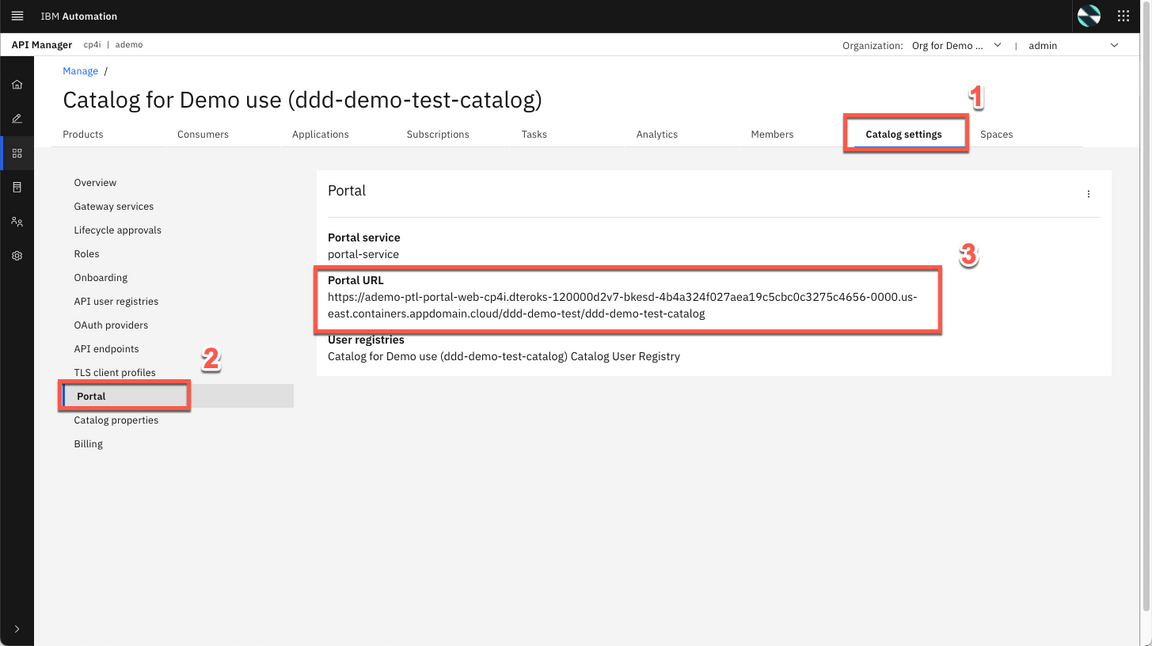 IBM Automation
API Manager cp4i | ademo
Organization: Org for Demo ... | admin
Manage /
Catalog for Demo use (ddd-demo-test-catalog)
1
Products Consumers Applications Subscriptions Tasks Analytics Members Catalog settings Spaces
Overview
Gateway services
Lifecycle approvals
Roles
Onboarding
API user registries
OAuth providers
API endpoints
TLS client profiles
2
Portal
Catalog properties
Billing
Portal
Portal service
portal-service
3
Portal URL
https://ademo-ptl-portal-web-cp4i.dteroks-120000d2v7-bkesd-4b4a324f027aea19c5cbc0c3275c4656-0000.us-
east.containers.appdomain.cloud/ddd-demo-test/ddd-demo-test-catalog
User registries
Catalog for Demo use (ddd-demo-test-catalog) Catalog User Registry